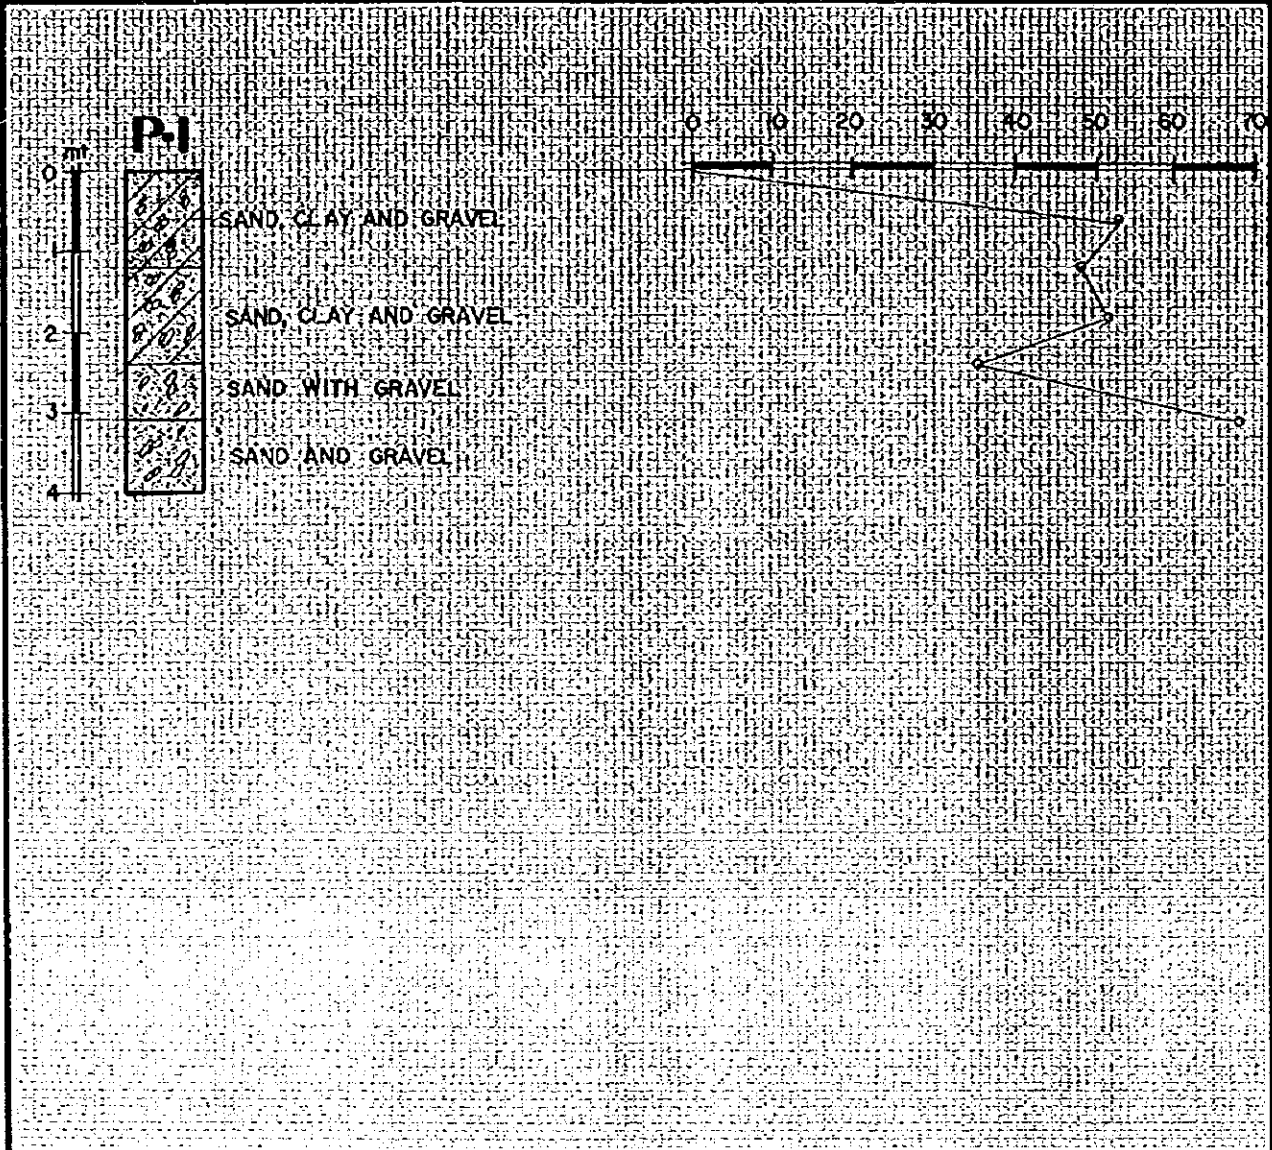 P-1
mt
0 10 20 30 40 50 60 70
0
SAND, CLAY AND GRAVEL
1
SAND, CLAY AND GRAVEL
2
SAND WITH GRAVEL
3
SAND AND GRAVEL
4